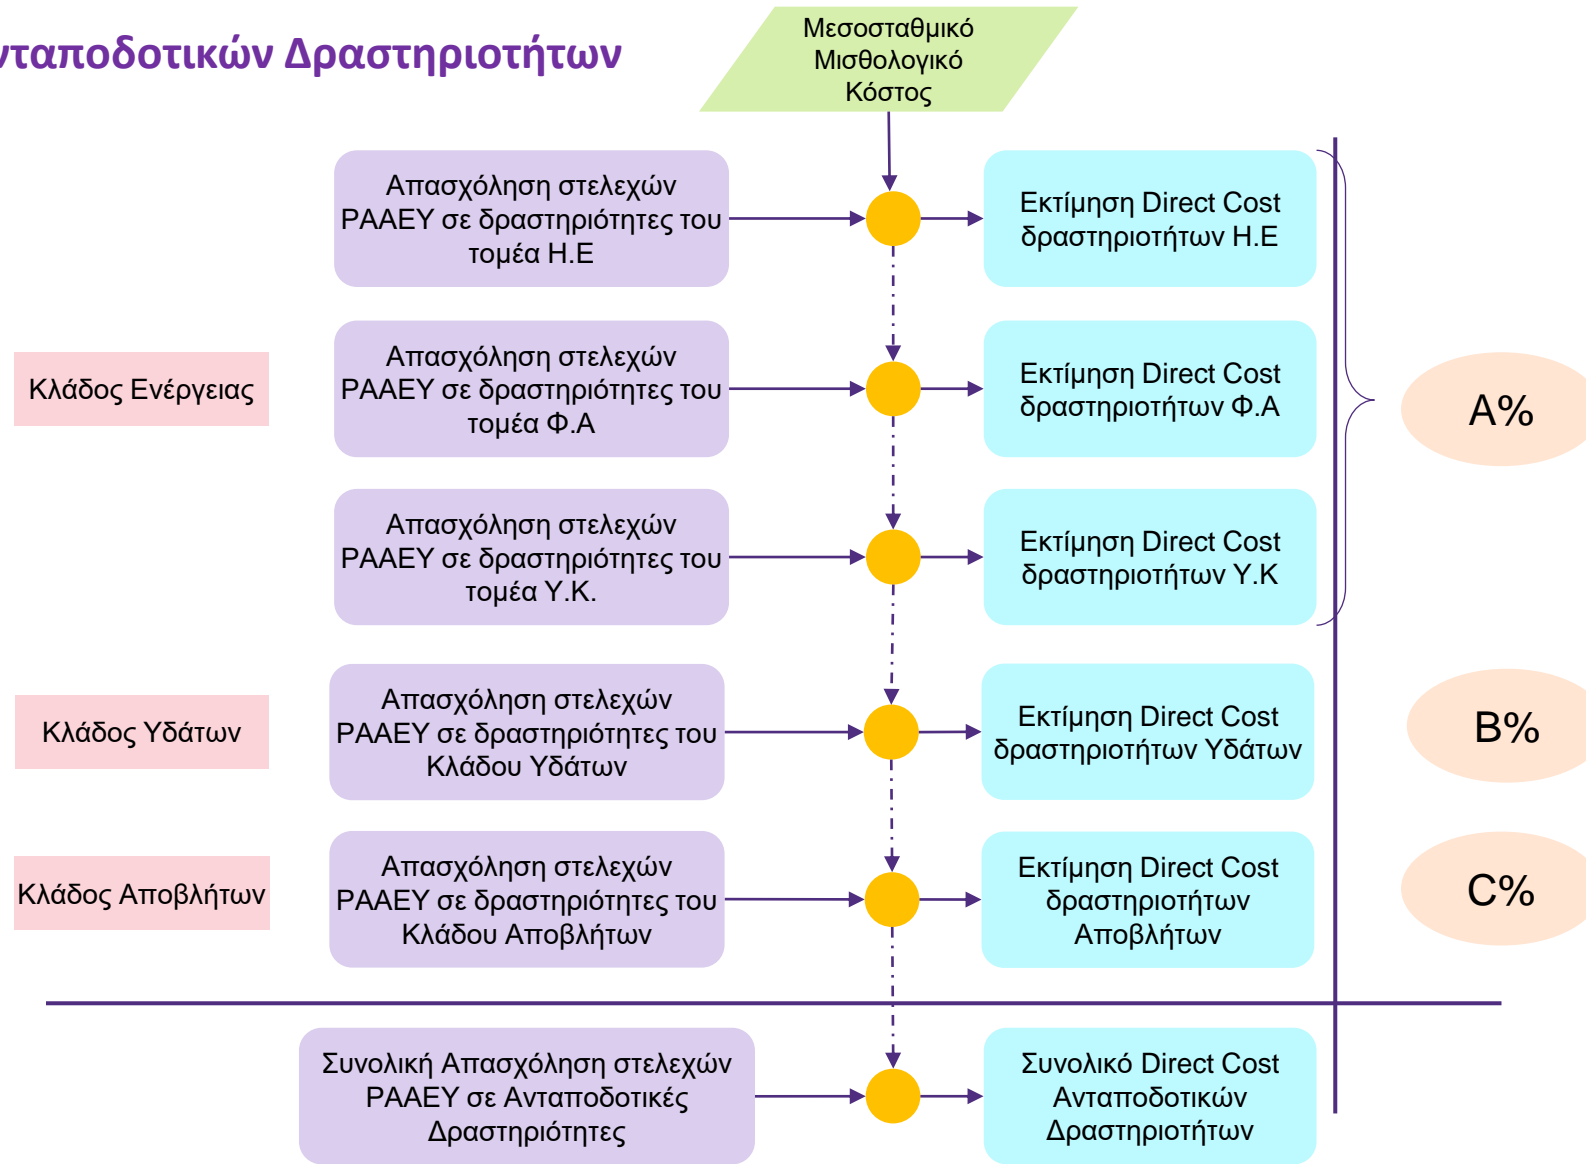 νταποδοτικών Δραστηριοτήτων
Μεσοσταθμικό
Μισθολογικό
Κόστος
Απασχόληση στελεχών
ΡΑΑΕΥ σε δραστηριότητες του
τομέα Η.Ε
Εκτίμηση Direct Cost
δραστηριοτήτων Η.Ε
Κλάδος Ενέργειας
Απασχόληση στελεχών
ΡΑΑΕΥ σε δραστηριότητες του
τομέα Φ.Α
Εκτίμηση Direct Cost
δραστηριοτήτων Φ.Α
A%
Απασχόληση στελεχών
ΡΑΑΕΥ σε δραστηριότητες του
τομέα Υ.Κ.
Εκτίμηση Direct Cost
δραστηριοτήτων Υ.Κ
Κλάδος Υδάτων
Απασχόληση στελεχών
ΡΑΑΕΥ σε δραστηριότητες του
Κλάδου Υδάτων
Εκτίμηση Direct Cost
δραστηριοτήτων Υδάτων
B%
Κλάδος Αποβλήτων
Απασχόληση στελεχών
ΡΑΑΕΥ σε δραστηριότητες του
Κλάδου Αποβλήτων
Εκτίμηση Direct Cost
δραστηριοτήτων
Αποβλήτων
C%
Συνολική Απασχόληση στελεχών
ΡΑΑΕΥ σε Ανταποδοτικές
Δραστηριότητες
Συνολικό Direct Cost
Ανταποδοτικών
Δραστηριοτήτων